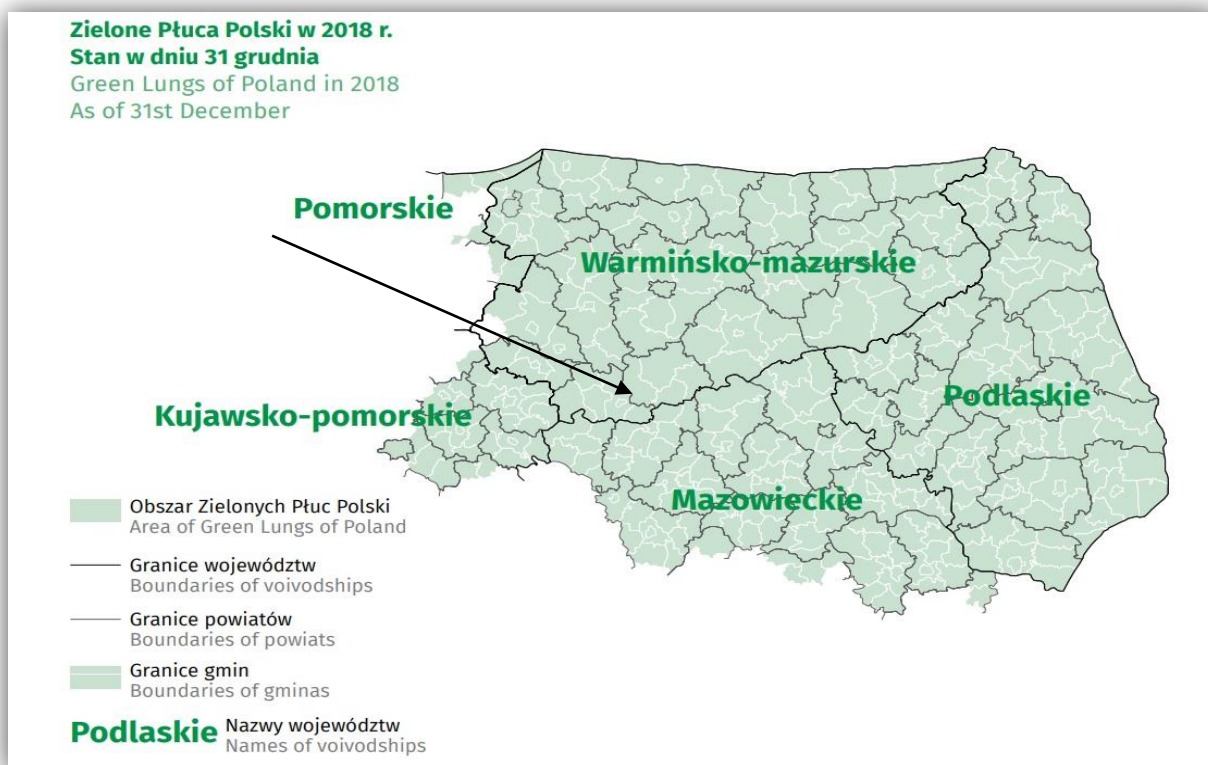 Zielone Płuca Polski w 2018 r.
Stan w dniu 31 grudnia
Green Lungs of Poland in 2018
As of 31st December
Pomorskie
Warmińsko-mazurskie
Podlaskie
Kujawsko-pomorskie
Mazowieckie
Obszar Zielonych Płuc Polski
Area of Green Lungs of Poland
Granice województw
Boundaries of voivodships
Granice powiatów
Boundaries of powiats
Granice gmin
Boundaries of gminas
Podlaskie Nazwy województw
Names of voivodships